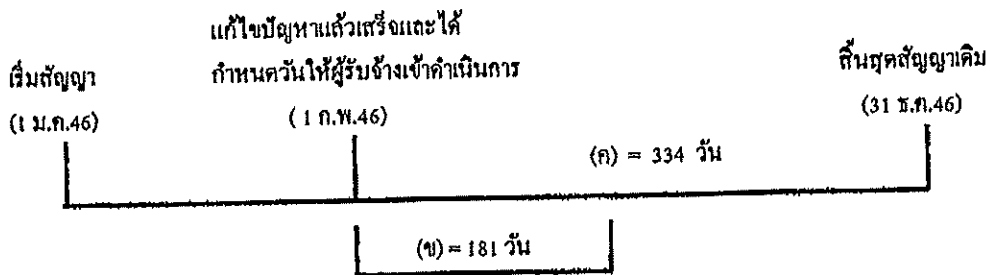 แก้ไขปัญหาแล้วเสร็จและได้
เริ่มสัญญา
กำหนดวันให้ผู้รับจ้างเข้าดำเนินการ
สิ้นสุดสัญญาเดิม
(1 ม.ค.46)
( 1 ก.พ.46)
(31 ธ.ค.46)
(ค) = 334 วัน
(ข) = 181 วัน